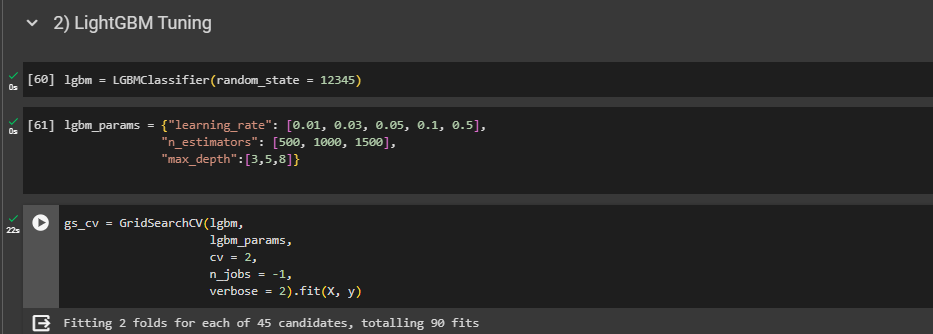 2) LightGBM Tuning
0s
[60] lgbm = LGBMClassifier(random_state = 12345)
0s
[61] lgbm_params = {"learning_rate": [0.01, 0.03, 0.05, 0.1, 0.5],
"n_estimators": [500, 1000, 1500],
"max_depth":[3,5,8]}
22s
gs_cv = GridSearchCV(lgbm,
lgbm_params,
cv = 2,
n_jobs = -1,
verbose = 2).fit(X, y)
Fitting 2 folds for each of 45 candidates, totalling 90 fits